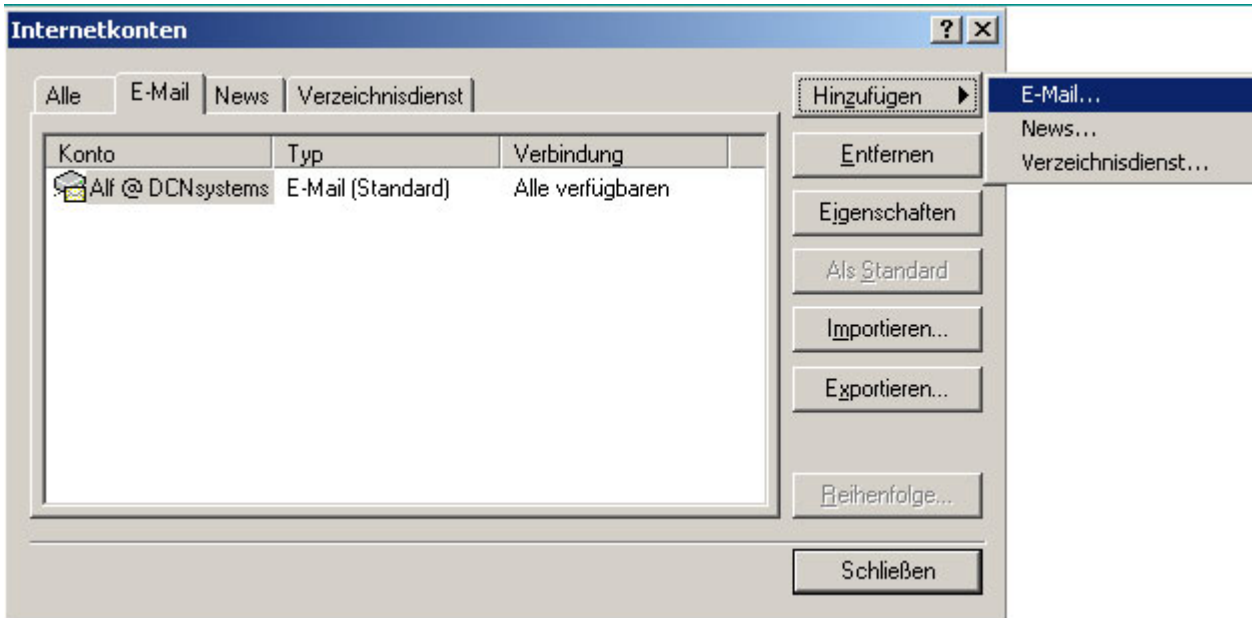 Internetkonten
Alle E-Mail News Verzeichnisdienst
Konto Typ Verbindung
Alf @ DCNsystems E-Mail (Standard) Alle verfügbaren
Hinzufügen
Entfernen
Eigenschaften
Als Standard
Importieren...
Exportieren...
Reihenfolge...
Schließen
E-Mail...
News...
Verzeichnisdienst...